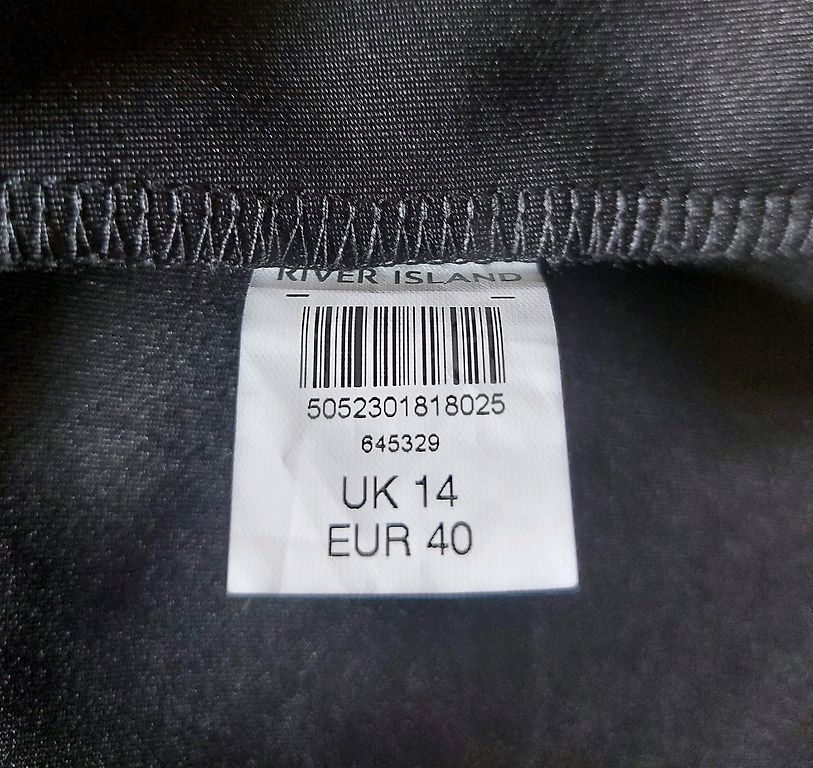 RIVER ISLAND
5052301818025
645329
UK 14
EUR 40